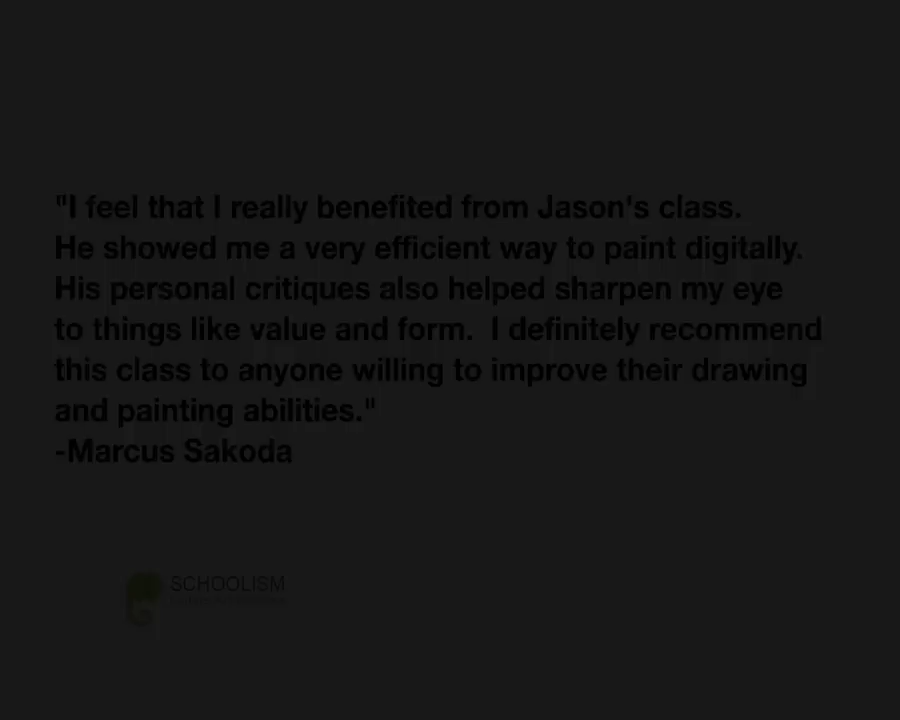 "I feel that I really benefited from Jason's class.
He showed me a very efficient way to paint digitally.
His personal critiques also helped sharpen my eye
to things like value and form.  I definitely recommend
this class to anyone willing to improve their drawing
and painting abilities."
-Marcus Sakoda
SCHOOLISM